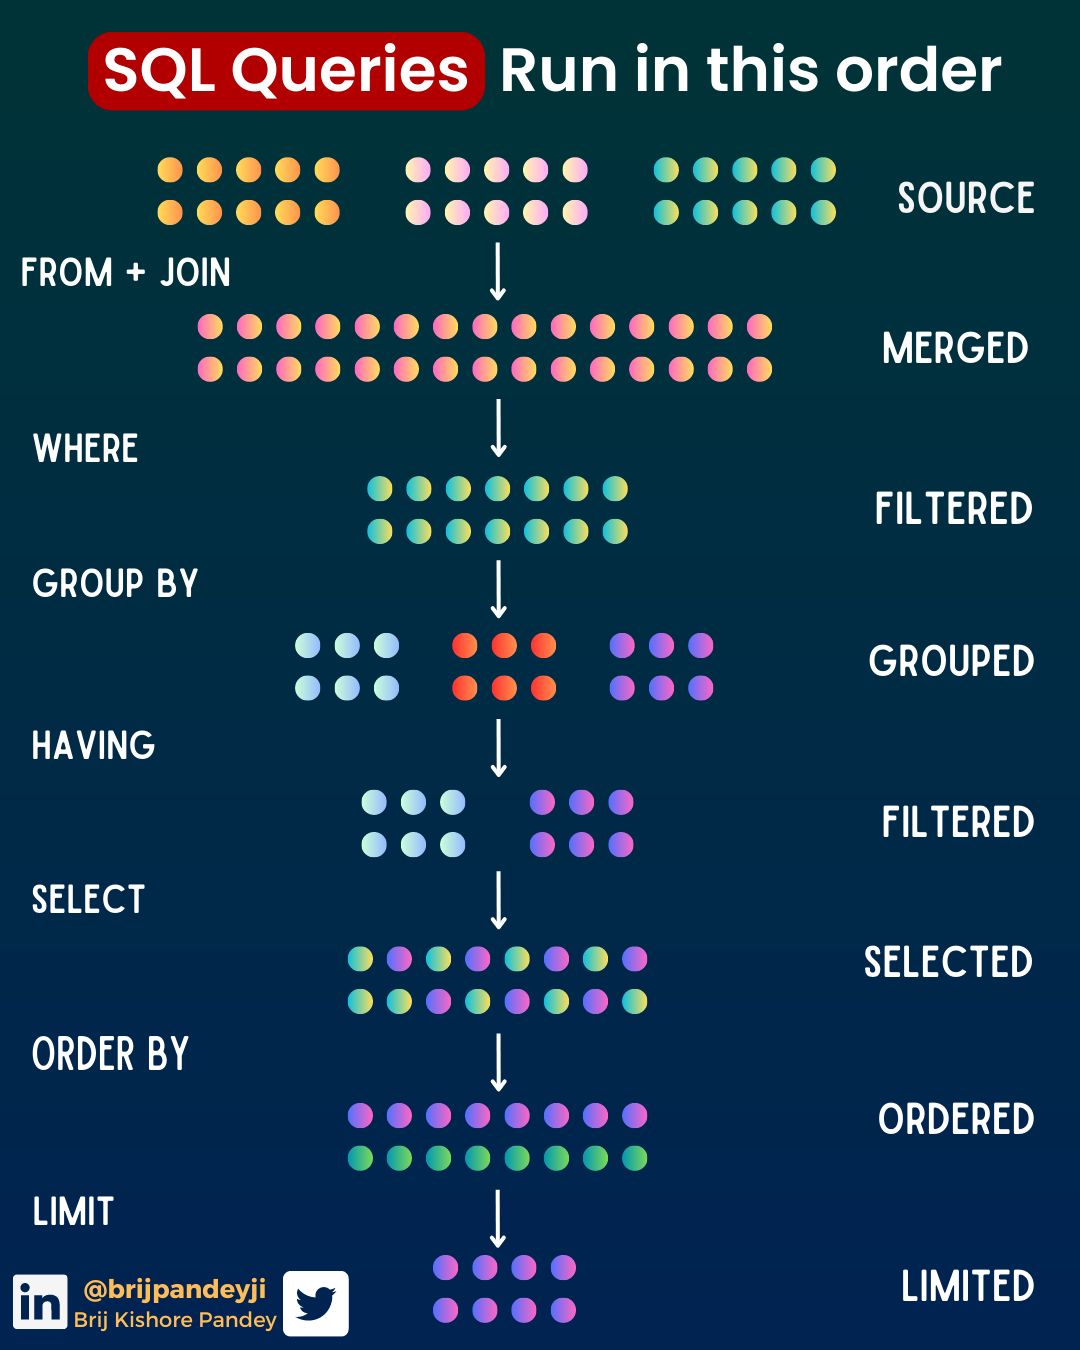 SQL Queries Run in this order
SOURCE
FROM + JOIN
MERGED
WHERE
FILTERED
GROUP BY
GROUPED
HAVING
FILTERED
SELECT
SELECTED
ORDER BY
ORDERED
LIMIT
LIMITED
in
@brijpandeyji
Brij Kishore Pandey